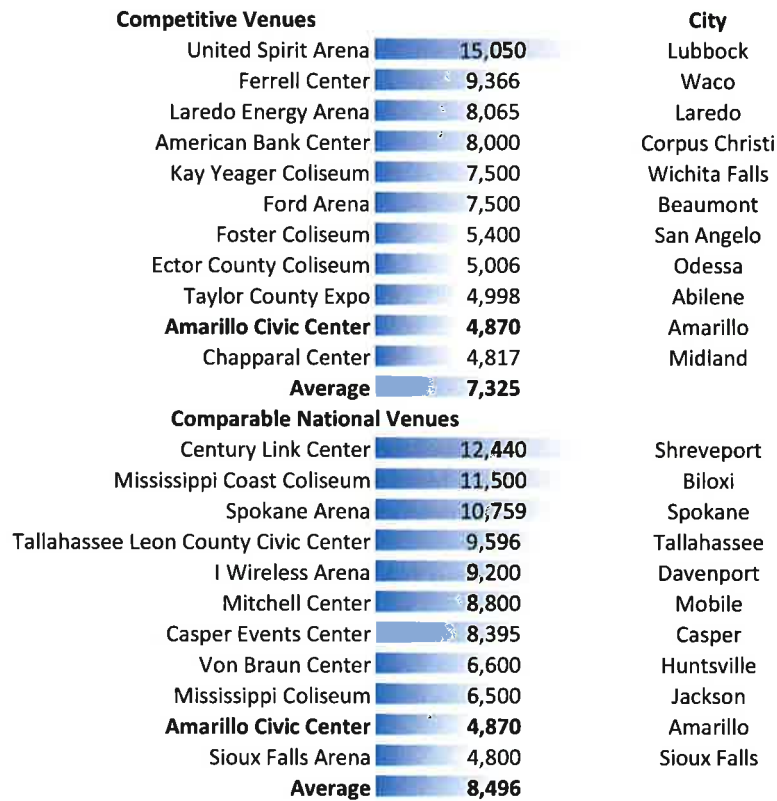 Competitive Venues City
United Spirit Arena 15,050 Lubbock
Ferrell Center 9,366 Waco
Laredo Energy Arena 8,065 Laredo
American Bank Center 8,000 Corpus Christi
Kay Yeager Coliseum 7,500 Wichita Falls
Ford Arena 7,500 Beaumont
Foster Coliseum 5,400 San Angelo
Ector County Coliseum 5,006 Odessa
Taylor County Expo 4,998 Abilene
Amarillo Civic Center 4,870 Amarillo
Chapparal Center 4,817 Midland
Average 7,325
Comparable National Venues
Century Link Center 12,440 Shreveport
Mississippi Coast Coliseum 11,500 Biloxi
Spokane Arena 10,759 Spokane
Tallahassee Leon County Civic Center 9,596 Tallahassee
I Wireless Arena 9,200 Davenport
Mitchell Center 8,800 Mobile
Casper Events Center 8,395 Casper
Von Braun Center 6,600 Huntsville
Mississippi Coliseum 6,500 Jackson
Amarillo Civic Center 4,870 Amarillo
Sioux Falls Arena 4,800 Sioux Falls
Average 8,496